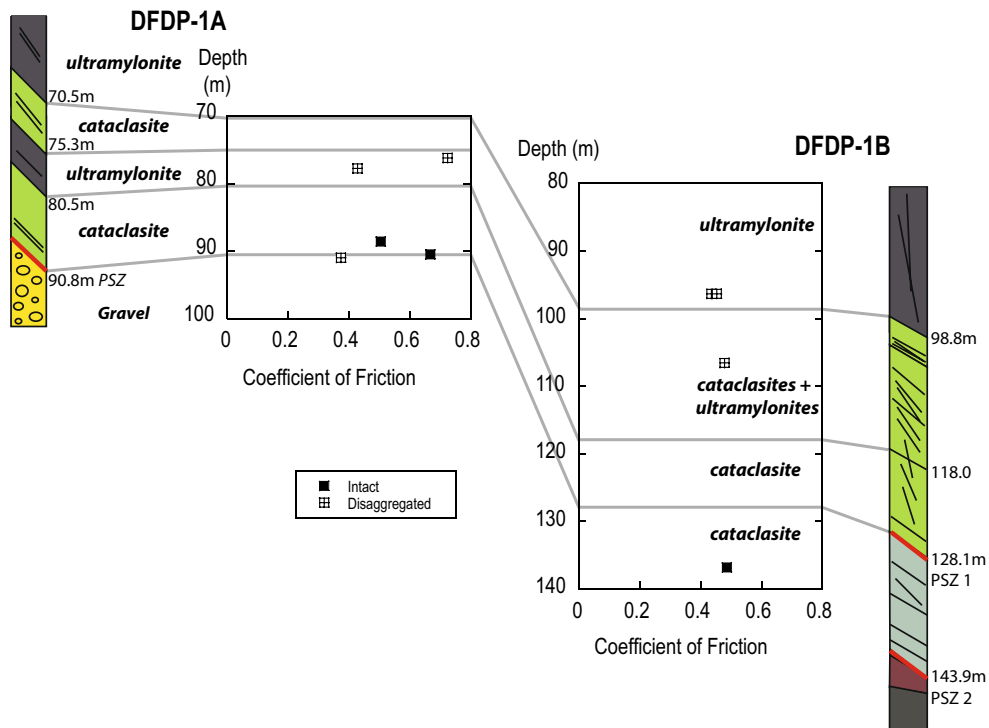 DFDP-1A
ultramylonite
70.5m
cataclasite
75.3m
ultramylonite
80.5m
cataclasite
90.8m PSZ
Gravel
Depth
(m)
70
80
90
100
0
0.2
0.4
0.6
0.8
Coefficient of Friction
Intact
Disaggregated
DFDP-1B
Depth (m)
80
90
100
110
120
130
140
0
0.2
0.4
0.6
0.8
Coefficient of Friction
ultramylonite
cataclasites +
ultramylonites
cataclasite
cataclasite
98.8m
118.0
128.1m
PSZ 1
143.9m
PSZ 2